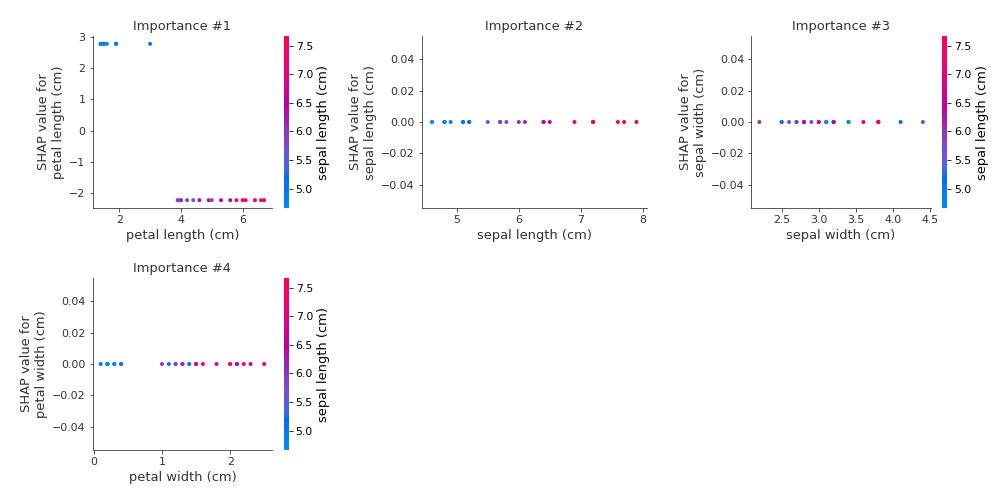 Importance #1
3
2
1
0
−1
−2
SHAP value for
petal length (cm)
2
4
6
petal length (cm)
7.5
7.0
6.5
6.0
5.5
5.0
sepal length (cm)
Importance #2
0.04
0.02
0.00
−0.02
−0.04
SHAP value for
sepal length (cm)
5
6
7
8
sepal length (cm)
Importance #3
0.04
0.02
0.00
−0.02
−0.04
SHAP value for
sepal width (cm)
2.5
3.0
3.5
4.0
4.5
sepal width (cm)
7.5
7.0
6.5
6.0
5.5
5.0
sepal length (cm)
Importance #4
0.04
0.02
0.00
−0.02
−0.04
SHAP value for
petal width (cm)
0
1
2
petal width (cm)
7.5
7.0
6.5
6.0
5.5
5.0
sepal length (cm)